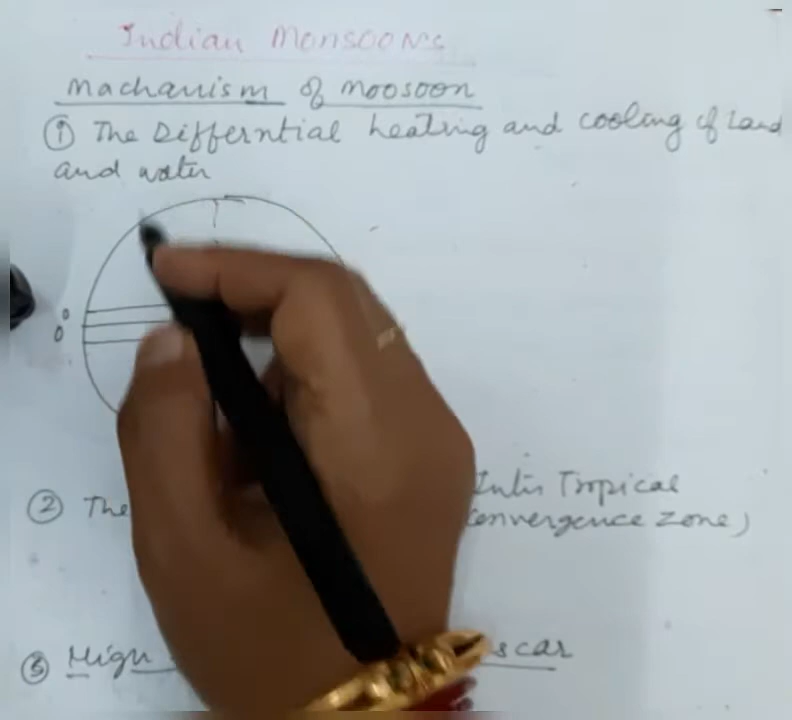 Indian Monsoons
Machanism of Moosoon
① The Differntial heating and cooling of Land
and water
0°
② The Inter Tropical
Convergence Zone)
③ High scar